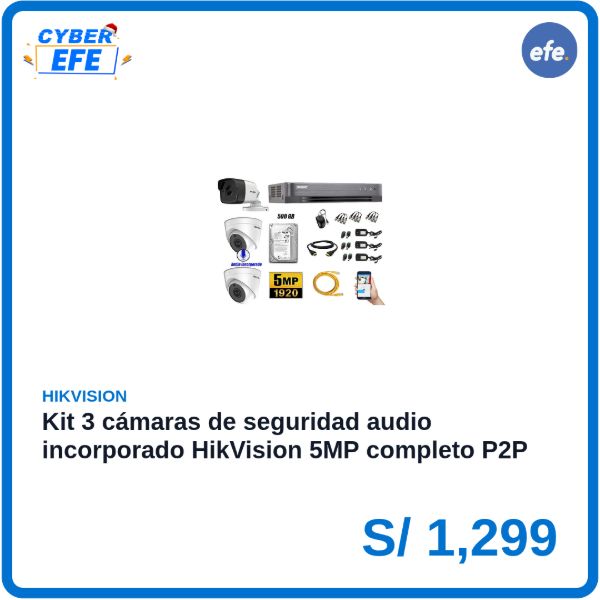 CYBER
EFE
efe.
500 GB
5MP
1920
HIKVISION
Kit 3 cámaras de seguridad audio
incorporado HikVision 5MP completo P2P
S/ 1,299